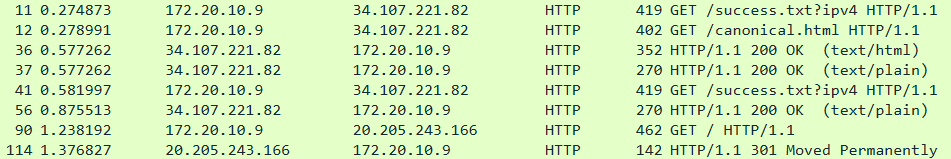 11 0.274873 172.20.10.9 34.107.221.82 HTTP 419 GET /success.txt?ipv4 HTTP/1.1
12 0.278991 172.20.10.9 34.107.221.82 HTTP 402 GET /canonical.html HTTP/1.1
36 0.577262 34.107.221.82 172.20.10.9 HTTP 352 HTTP/1.1 200 OK  (text/html)
37 0.577262 34.107.221.82 172.20.10.9 HTTP 270 HTTP/1.1 200 OK  (text/plain)
41 0.581997 172.20.10.9 34.107.221.82 HTTP 419 GET /success.txt?ipv4 HTTP/1.1
56 0.875513 34.107.221.82 172.20.10.9 HTTP 270 HTTP/1.1 200 OK  (text/plain)
90 1.238192 172.20.10.9 20.205.243.166 HTTP 462 GET / HTTP/1.1
114 1.376827 20.205.243.166 172.20.10.9 HTTP 142 HTTP/1.1 301 Moved Permanently